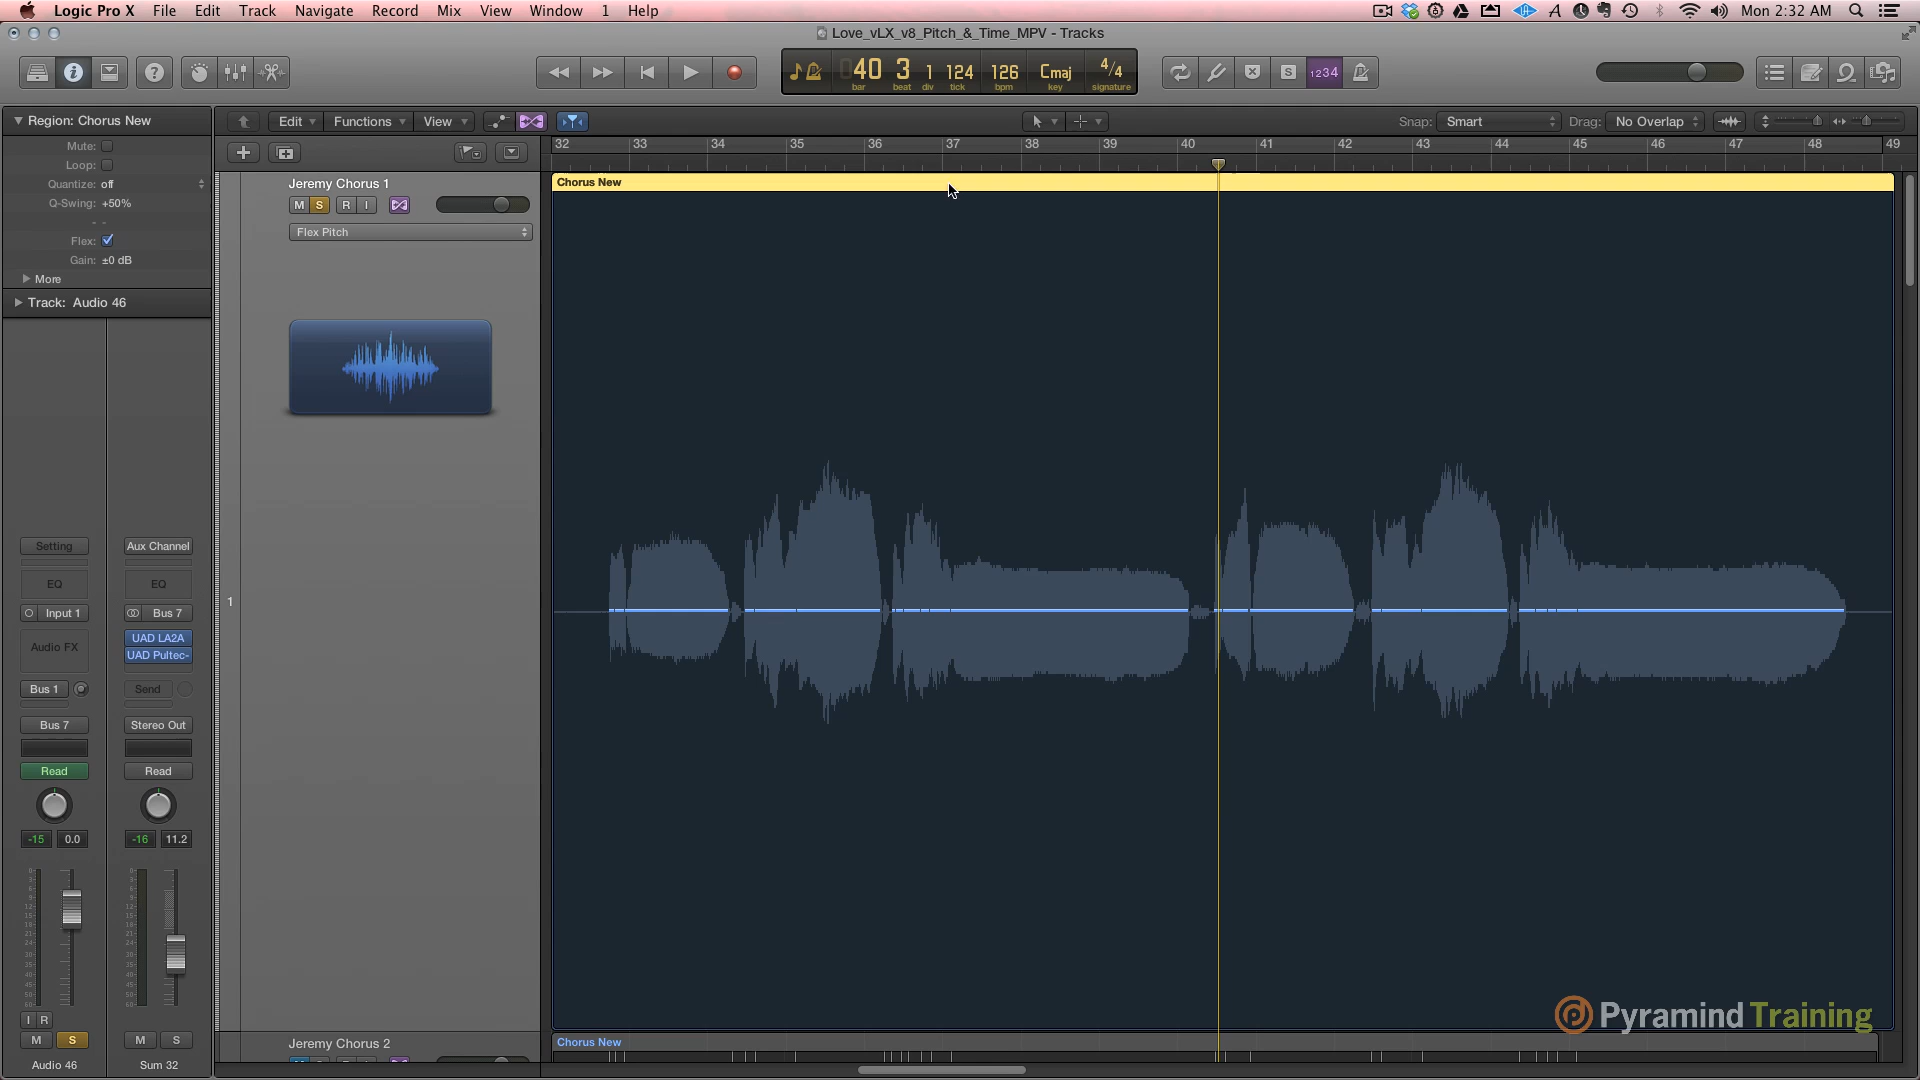 Logic Pro X File Edit Track Navigate Record Mix View Window 1 Help Mon 2:32 AM
Love_vLX_v8_Pitch_&_Time_MPV - Tracks
40 3 1 124 126 Cmaj 4/4
bar beat div tick bpm key signature
S 1234
Region: Chorus New
Edit Functions View Snap: Smart Drag: No Overlap
Mute:
Loop:
Quantize: off
Q-Swing: +50%
- -
Flex:
Gain: ±0 dB
More
Track: Audio 46
32 33 34 35 36 37 38 39 40 41 42 43 44 45 46 47 48 49
Jeremy Chorus 1
M S R I
Flex Pitch
1
Chorus New
Setting Aux Channel
EQ EQ
Input 1 Bus 7
Audio FX UAD LA2A
UAD Pultec-
Bus 1 Send
Bus 7 Stereo Out
Read Read
-15 0.0 -16 11.2
I R
M S M S
Audio 46 Sum 32
Jeremy Chorus 2
Chorus New
Pyramind Training